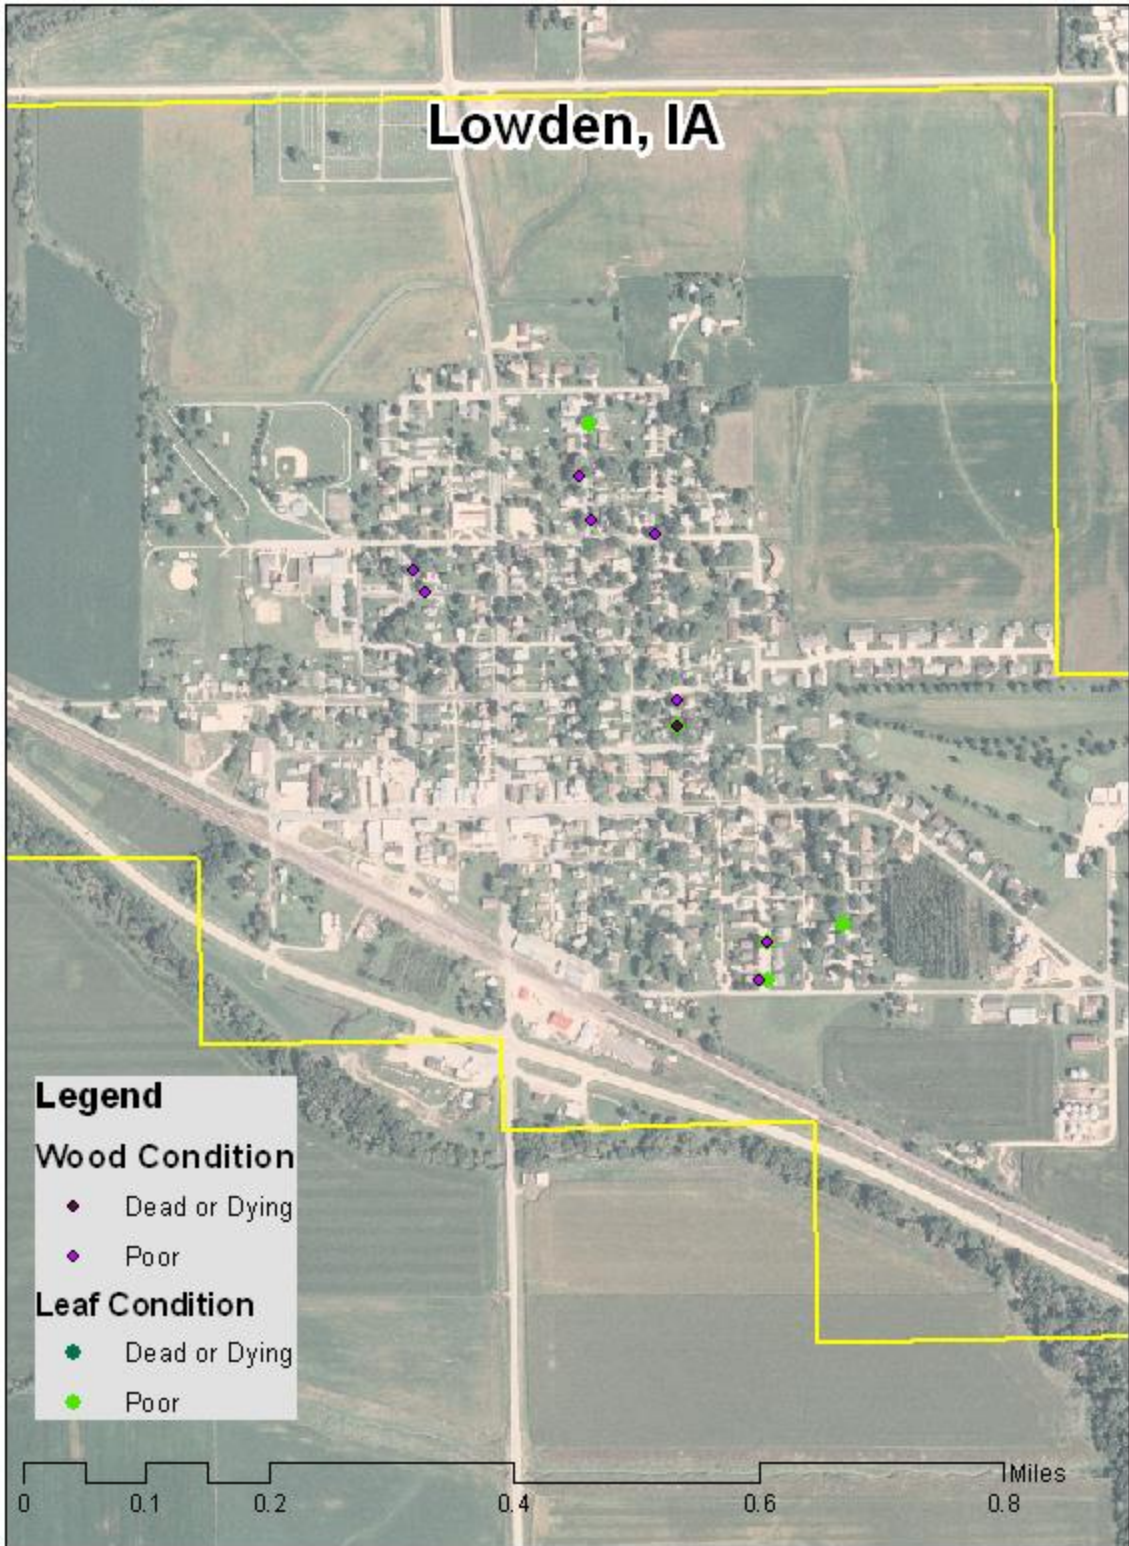 Lowden, IA
Legend
Wood Condition
Dead or Dying
Poor
Leaf Condition
Dead or Dying
Poor
Miles
0 0.1 0.2 0.4 0.6 0.8